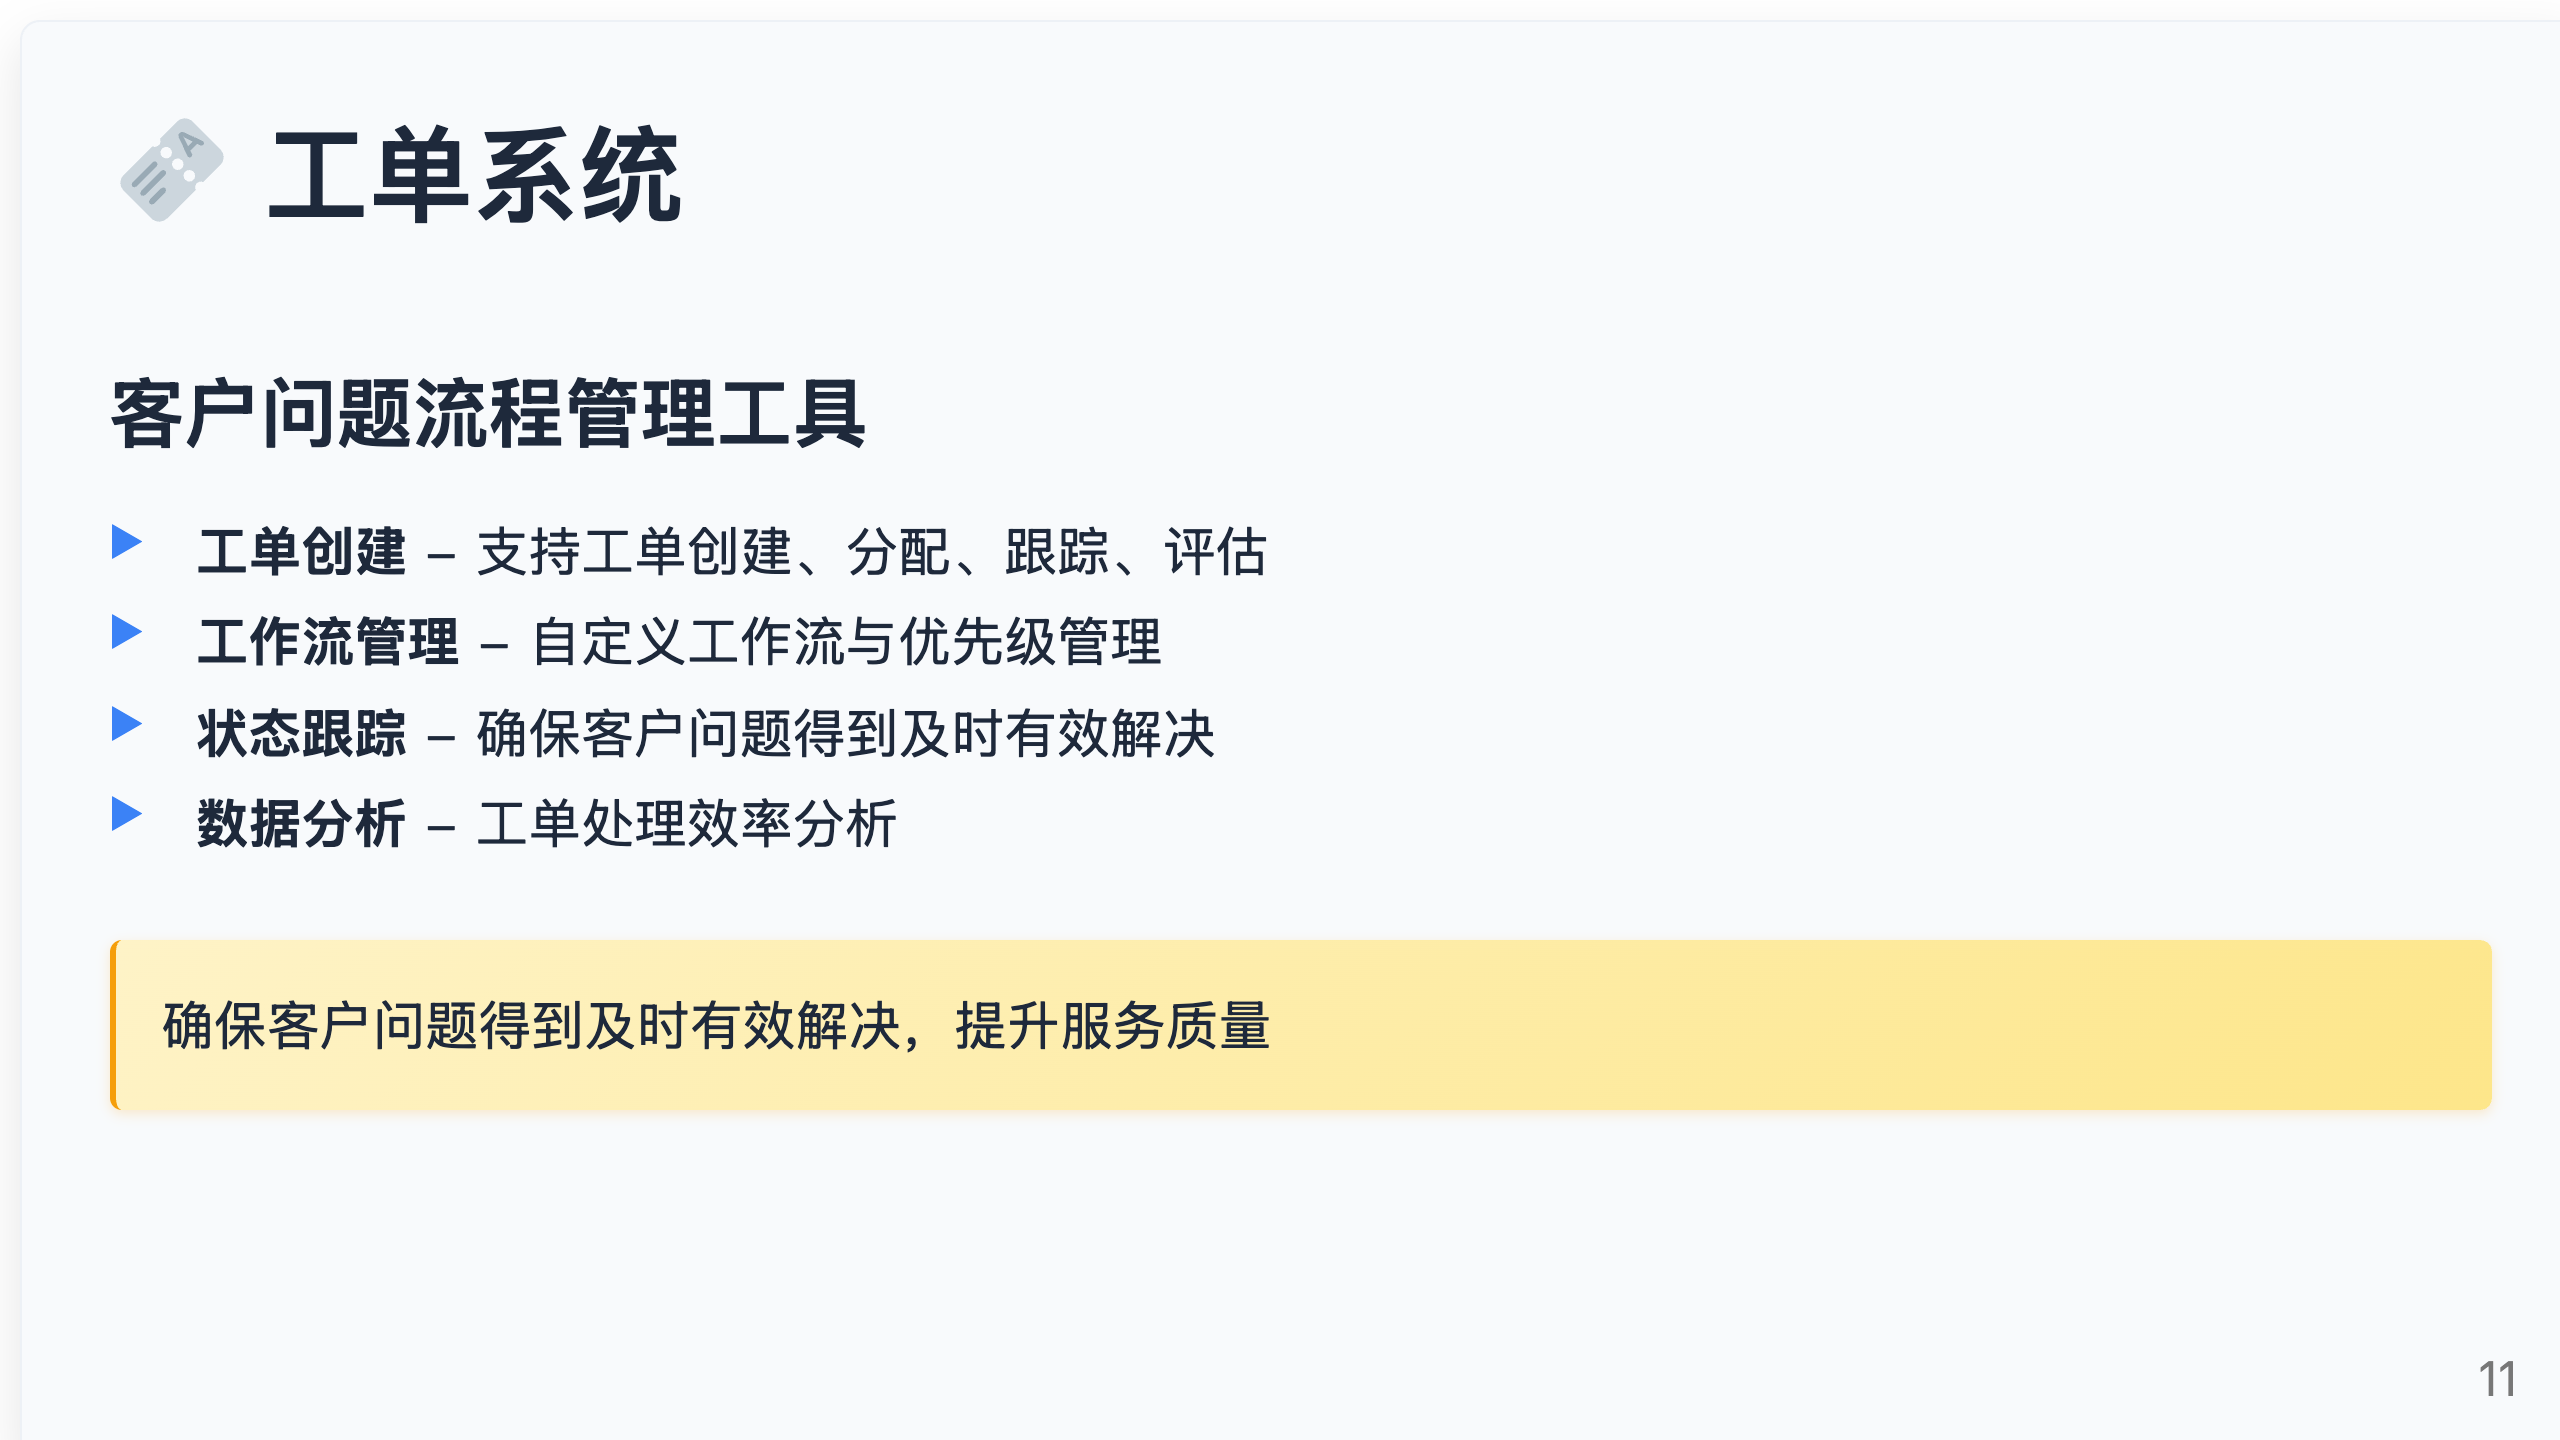 工单系统
客户问题流程管理工具
工单创建 – 支持工单创建、分配、跟踪、评估
工作流管理 – 自定义工作流与优先级管理
状态跟踪 – 确保客户问题得到及时有效解决
数据分析 – 工单处理效率分析
确保客户问题得到及时有效解决，提升服务质量
11